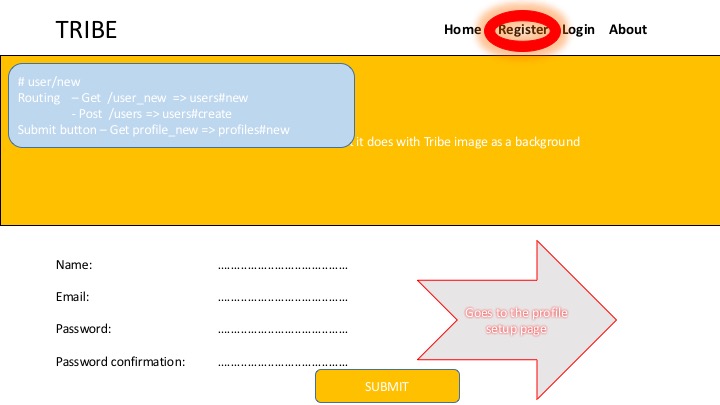 TRIBE
Home Register Login About
# user/new
Routing – Get /user_new => users#new
- Post /users => users#create
Submit button – Get profile_new => profiles#new
it does with Tribe image as a background
Name: ......................................
Email: ......................................
Password: ......................................
Password confirmation: ......................................
Goes to the profile
setup page
SUBMIT